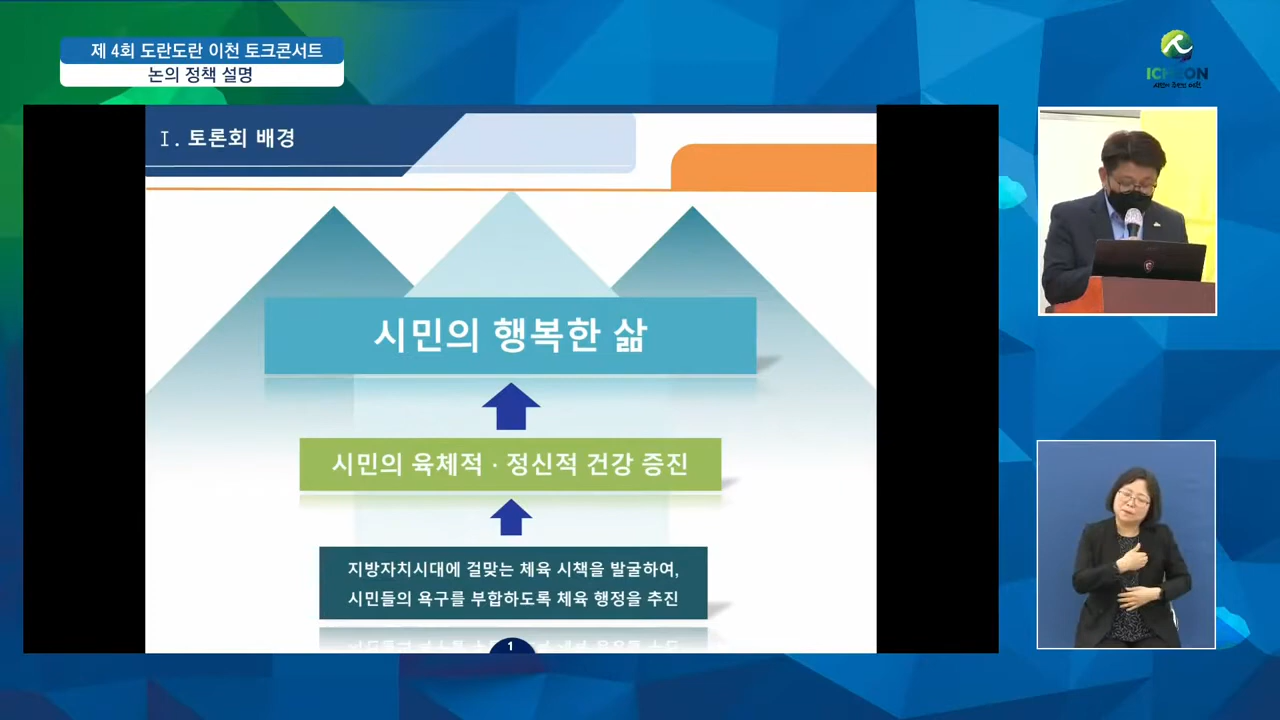 제 4회 도란도란 이천 토크콘서트
논의 정책 설명
ICHEON
Ⅰ. 토론회 배경
시민의 행복한 삶
시민의 육체적 · 정신적 건강 증진
지방자치시대에 걸맞는 체육 시책을 발굴하여,
시민들의 욕구를 부합하도록 체육 행정을 추진
1